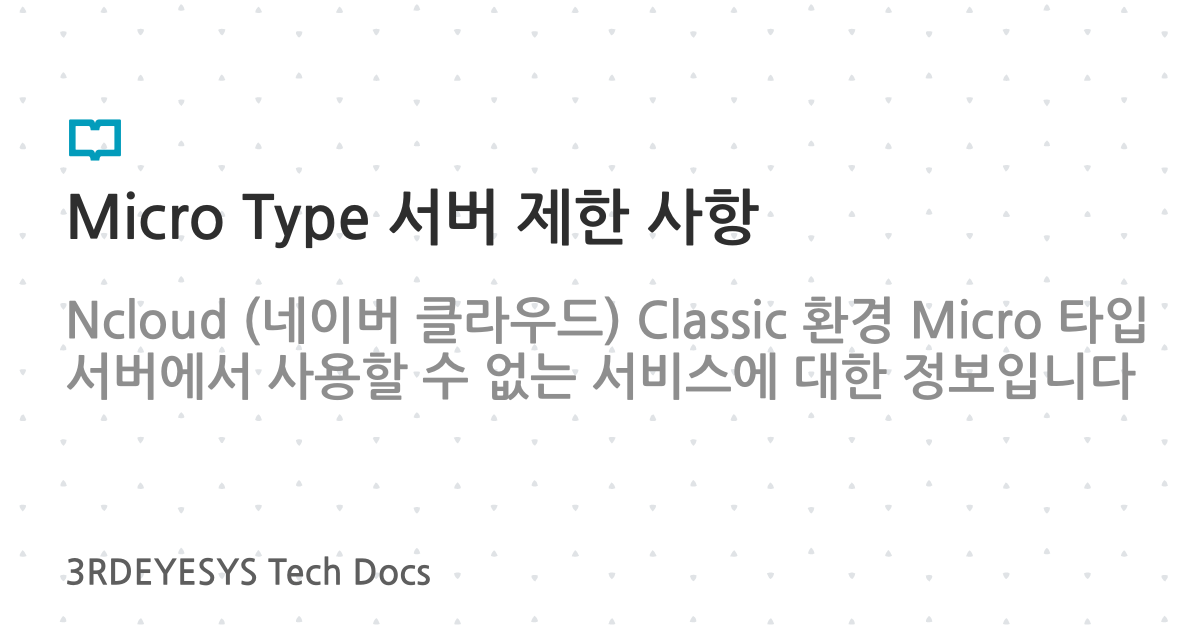 Micro Type 서버 제한 사항
Ncloud (네이버 클라우드) Classic 환경 Micro 타입
서버에서 사용할 수 없는 서비스에 대한 정보입니다
3RDEYESYS Tech Docs